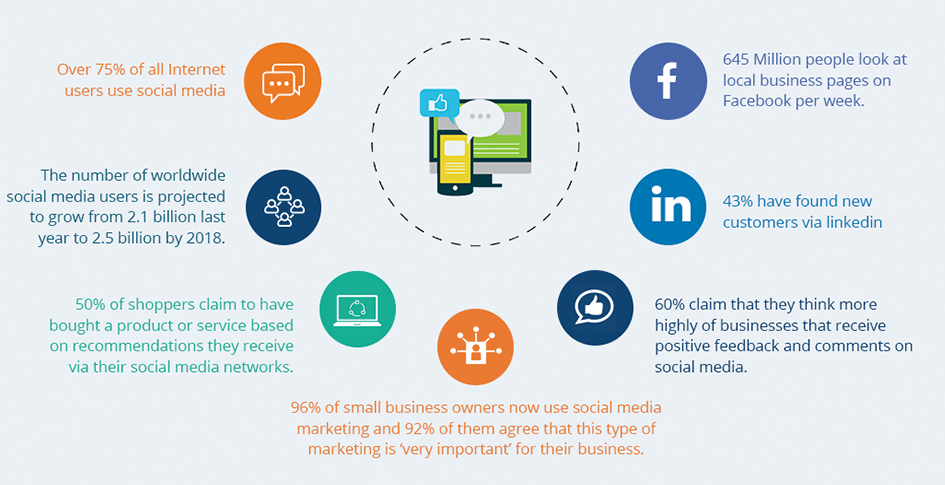 Over 75% of all Internet
users use social media
The number of worldwide
social media users is projected
to grow from 2.1 billion last
year to 2.5 billion by 2018.
50% of shoppers claim to have
bought a product or service based
on recommendations they receive
via their social media networks.
96% of small business owners now use social media
marketing and 92% of them agree that this type of
marketing is ‘very important’ for their business.
f
645 Million people look at
local business pages on
Facebook per week.
in
43% have found new
customers via linkedin
60% claim that they think more
highly of businesses that receive
positive feedback and comments on
social media.